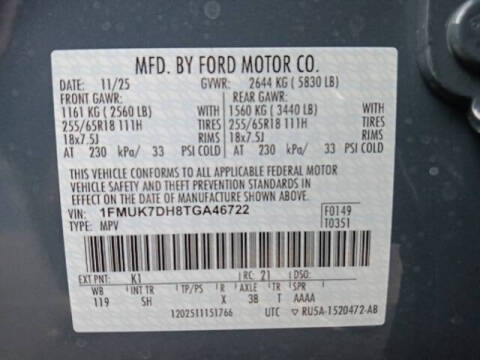 MFD. BY FORD MOTOR CO.
DATE: 11/25 GVWR: 2644 KG ( 5830 LB)
FRONT GAWR: REAR GAWR:
1161 KG ( 2560 LB) WITH 1560 KG ( 3440 LB) WITH
255/65R18 111H TIRES 255/65R18 111H TIRES
18x7.5J RIMS 18x7.5J RIMS
AT 230 kPa/ 33 PSI COLD AT 230 kPa/ 33 PSI COLD
THIS VEHICLE CONFORMS TO ALL APPLICABLE FEDERAL MOTOR
VEHICLE SAFETY AND BUMPER STANDARDS IN
EFFECT ON THE DATE OF MANUFACTURE SHOWN ABOVE.
VIN: 1FMUK7DH8TGA46722 F0149
TYPE: MPV T0351
EXT PNT: K1 RC: 21 DSO:
WB INT TR TP/PS R AXLE TR SPR
119 SH X 38 T AAAA
1202511151766 UTC RU5A-1520472-AB